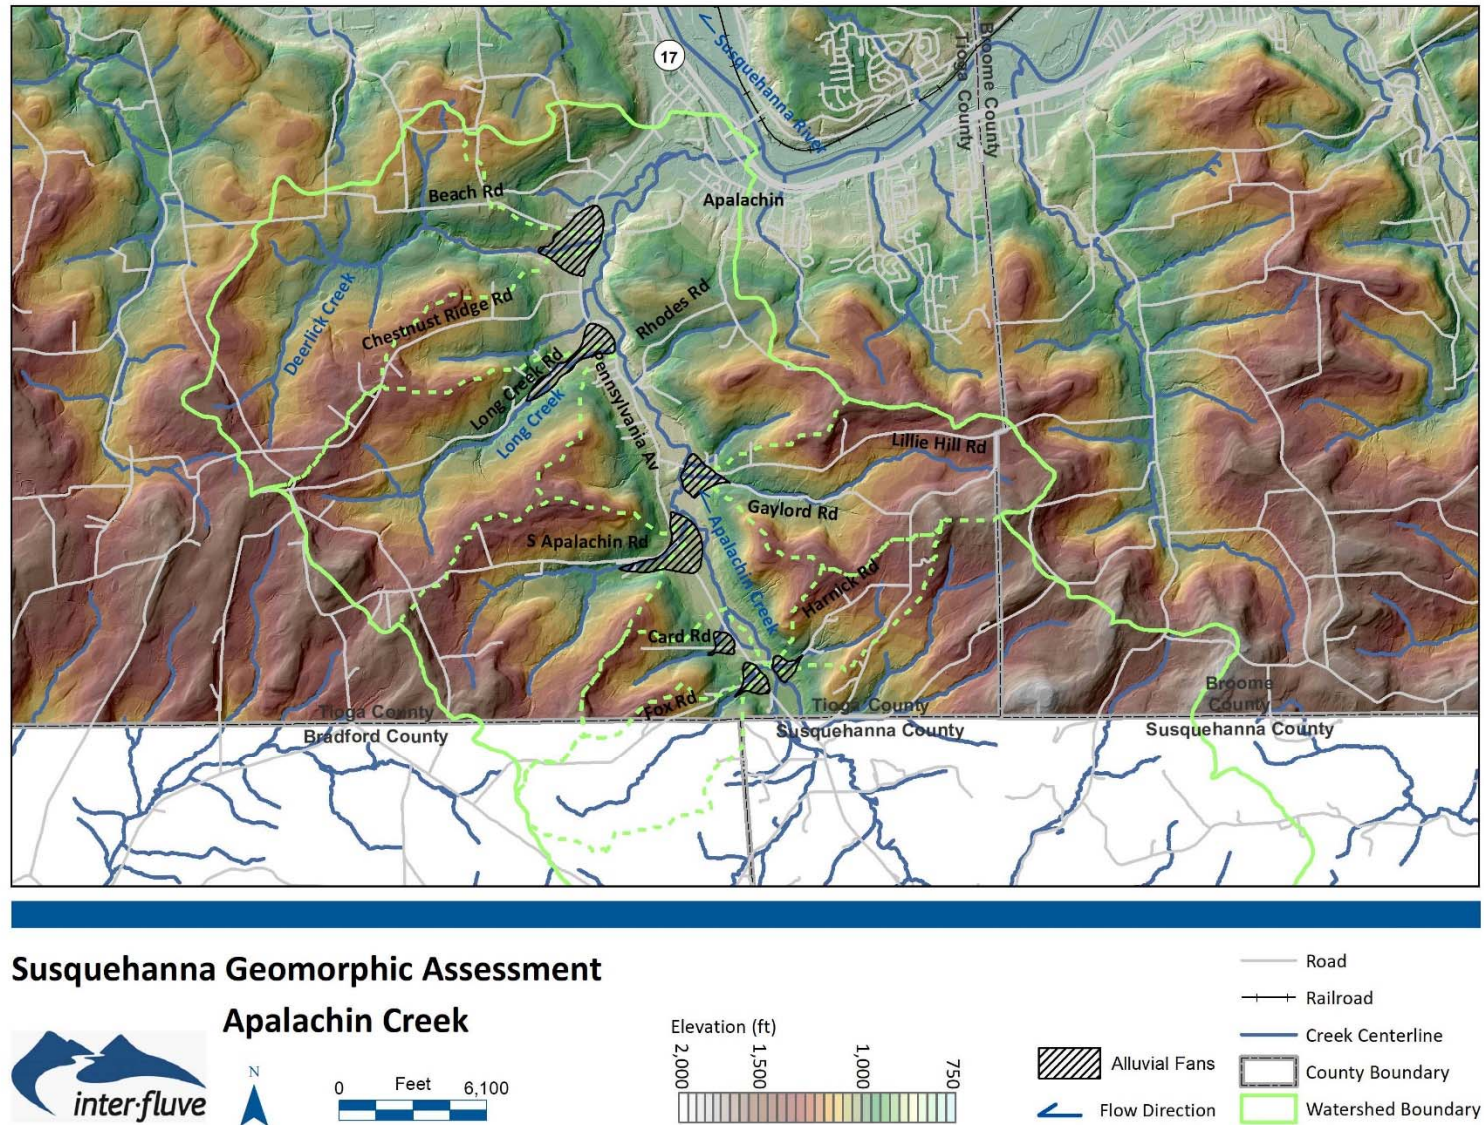 17
Susquehanna River
Broome County
Tioga County
Beach Rd
Apalachin
Deerlick Creek
Chestnust Ridge Rd
Rhodes Rd
Long Creek Rd
Long Creek
Pennsylvania Av
Lillie Hill Rd
Gaylord Rd
S Apalachin Rd
Apalachin Creek
Harnick Rd
Card Rd
Fox Rd
Tioga County
Bradford County
Tioga County
Susquehanna County
Broome
County
Susquehanna County
Susquehanna Geomorphic Assessment
Apalachin Creek
inter·fluve
N
0 Feet 6,100
Elevation (ft)
2,000 1,500 1,000 750
Alluvial Fans
Flow Direction
Road
Railroad
Creek Centerline
County Boundary
Watershed Boundary